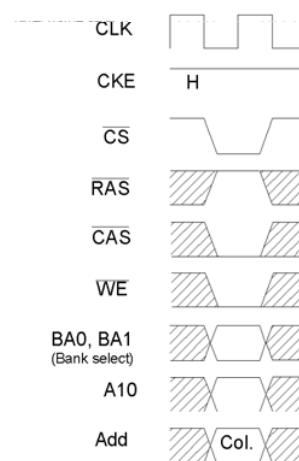 CLK
CKE H
CS
RAS
CAS
WE
BA0, BA1
(Bank select)
A10
Add Col.